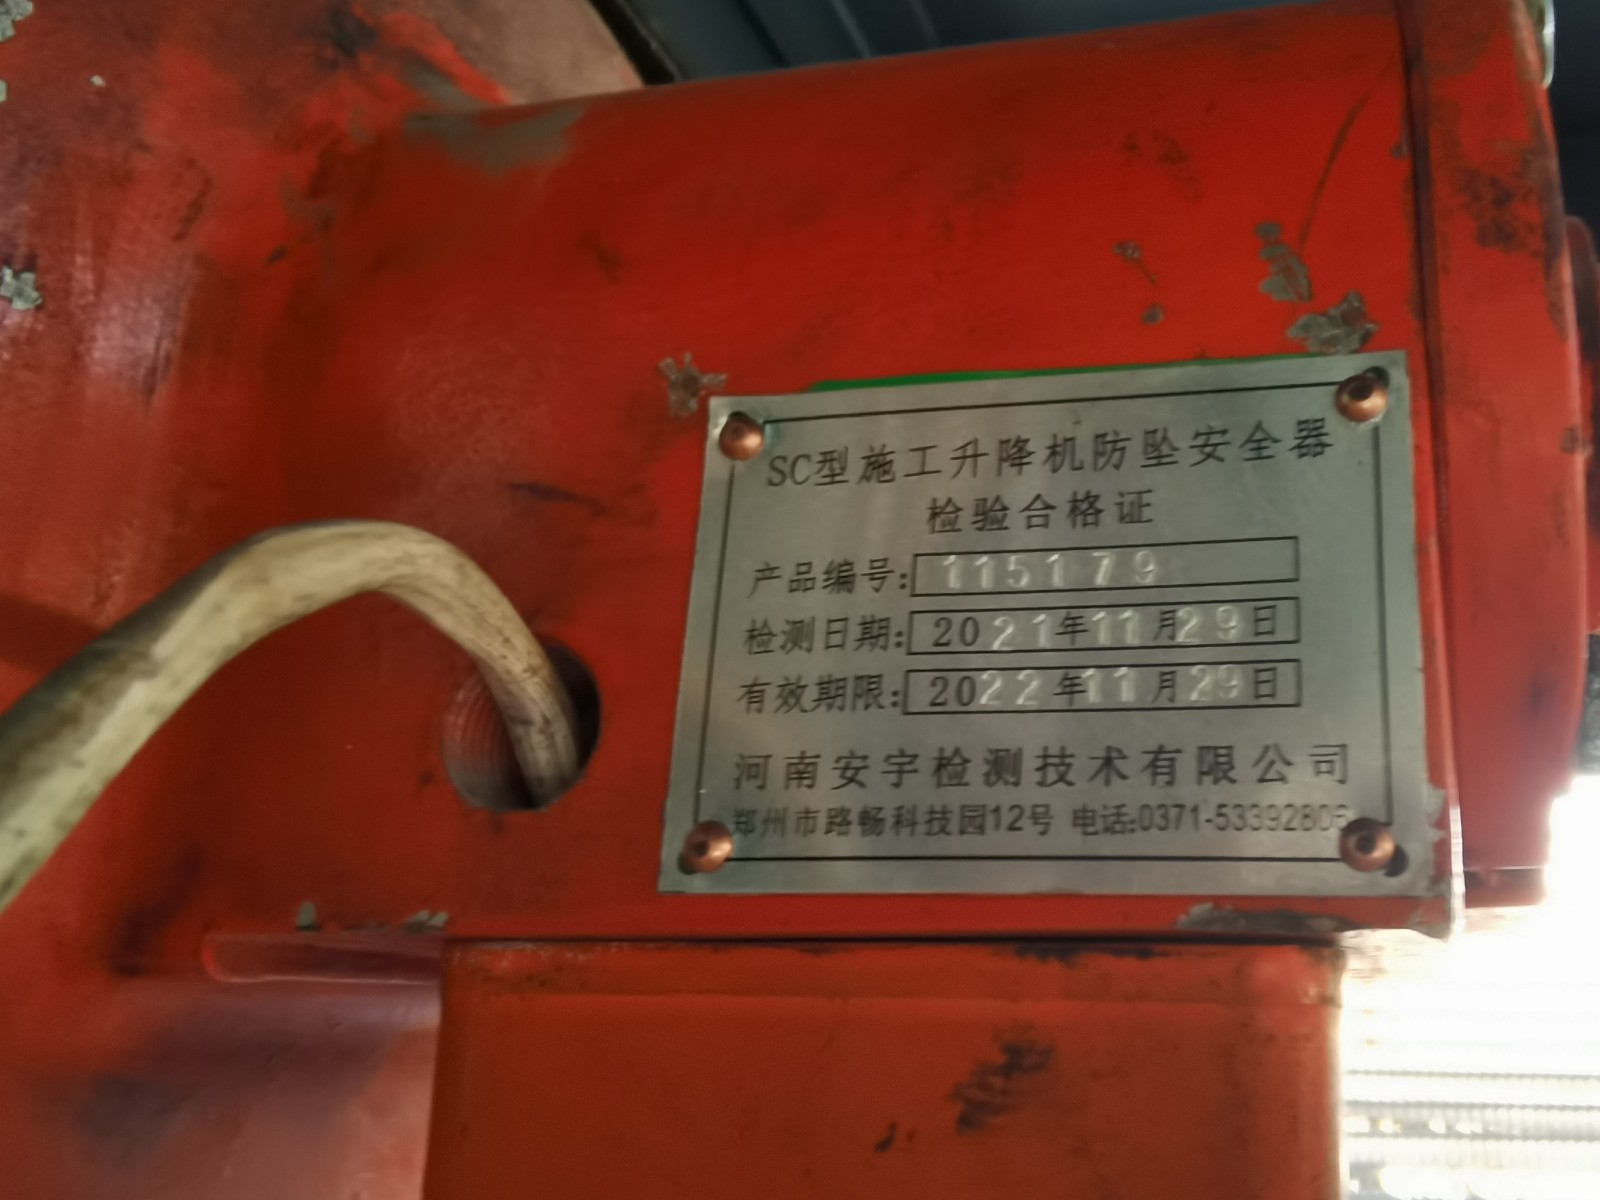 SC型施工升降机防坠安全器
检验合格证
产品编号: 115179
检测日期: 2021年11月29日
有效期限: 2022年11月29日
河南安宇检测技术有限公司
郑州市路畅科技园12号 电话:0371-53392806